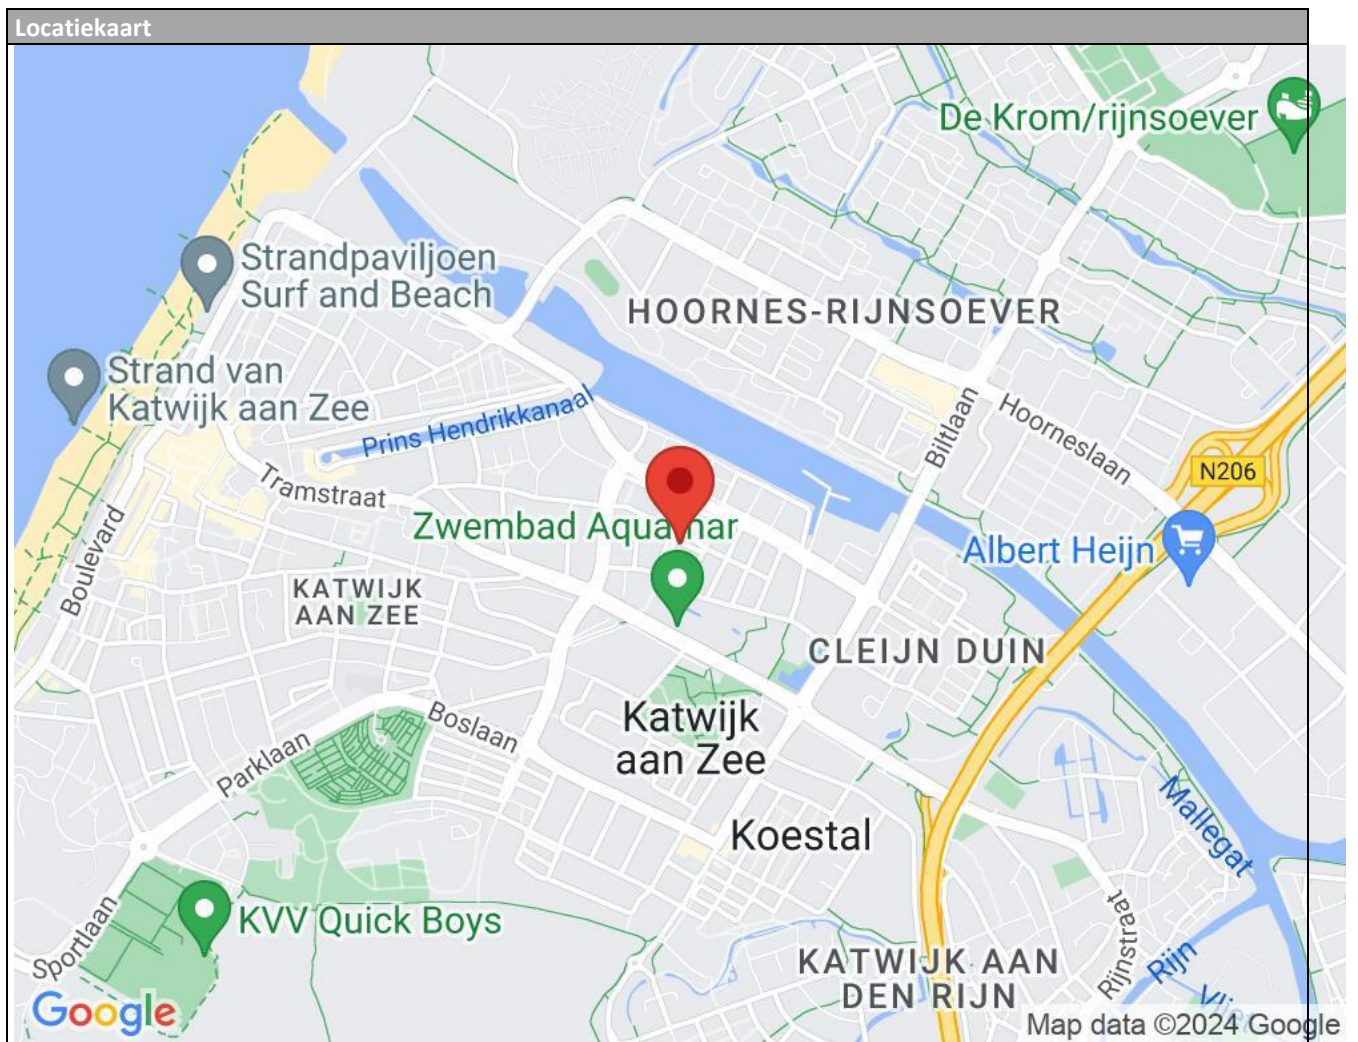 Locatiekaart
De Krom/rijnsoever
Strandpaviljoen
Surf and Beach
HOORNES-RIJNSOEVER
Strand van
Katwijk aan Zee
Prins Hendrikkanaal
Biltlaan
Hoorneslaan
Tramstraat
N206
Boulevard
Zwembad Aquamar
Albert Heijn
KATWIJK
AAN ZEE
CLEIJN DUIN
Katwijk
aan Zee
Boslaan
Parklaan
Mallegat
Koestal
KVV Quick Boys
Sportlaan
Rijnstraat
KATWIJK AAN
DEN RIJN
Rijn
Vliet
Google
Map data ©2024 Google